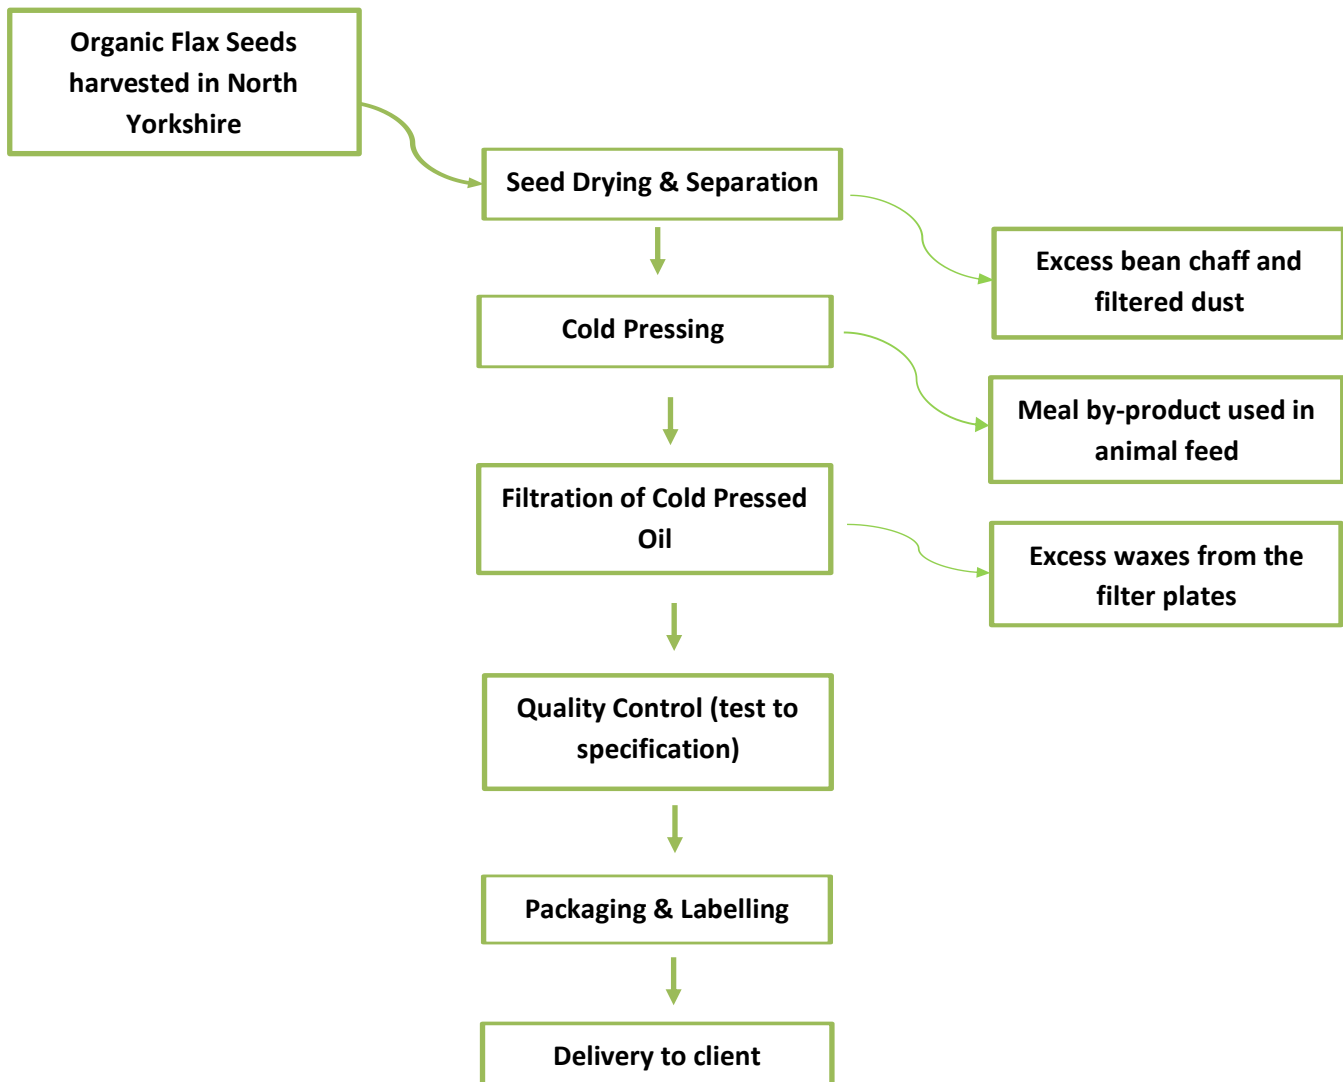 Organic Flax Seeds
harvested in North
Yorkshire
Seed Drying & Separation
Excess bean chaff and
filtered dust
Cold Pressing
Meal by-product used in
animal feed
Filtration of Cold Pressed
Oil
Excess waxes from the
filter plates
Quality Control (test to
specification)
Packaging & Labelling
Delivery to client